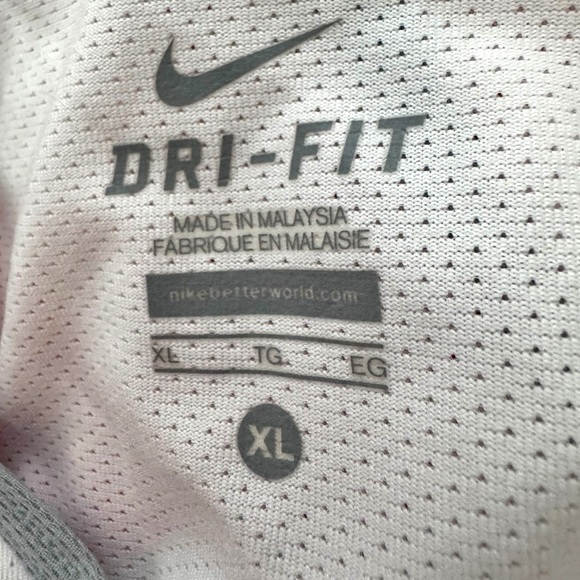 DRI-FIT
MADE IN MALAYSIA
FABRIQUE EN MALAISIE
nikebetterworld.com
XL TG EG
XL